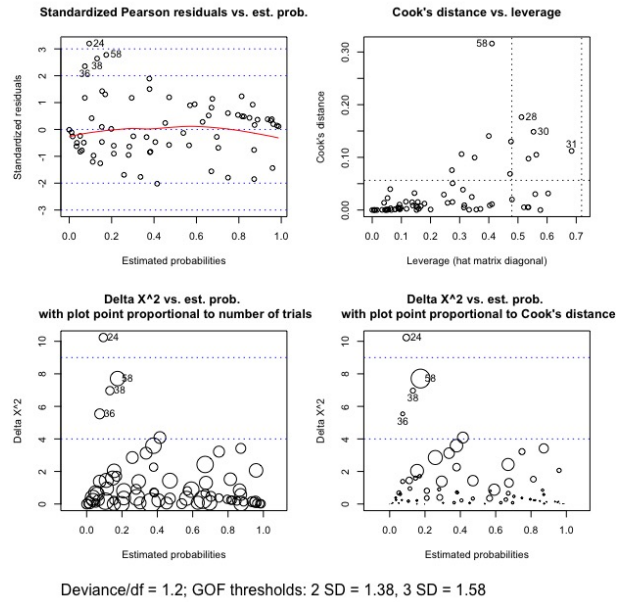 Standardized Pearson residuals vs. est. prob.
Standardized residuals
3
2
1
0
-1
-2
-3
24
58
38
36
0.0 0.2 0.4 0.6 0.8 1.0
Estimated probabilities
Cook's distance vs. leverage
Cook's distance
0.30
0.20
0.10
0.00
58
28
30
31
0.0 0.1 0.2 0.3 0.4 0.5 0.6 0.7
Leverage (hat matrix diagonal)
Delta X^2 vs. est. prob.
with plot point proportional to number of trials
Delta X^2
10
8
6
4
2
0
24
58
38
36
0.0 0.2 0.4 0.6 0.8 1.0
Estimated probabilities
Delta X^2 vs. est. prob.
with plot point proportional to Cook's distance
Delta X^2
10
8
6
4
2
0
24
58
38
36
0.0 0.2 0.4 0.6 0.8 1.0
Estimated probabilities
Deviance/df = 1.2; GOF thresholds: 2 SD = 1.38, 3 SD = 1.58